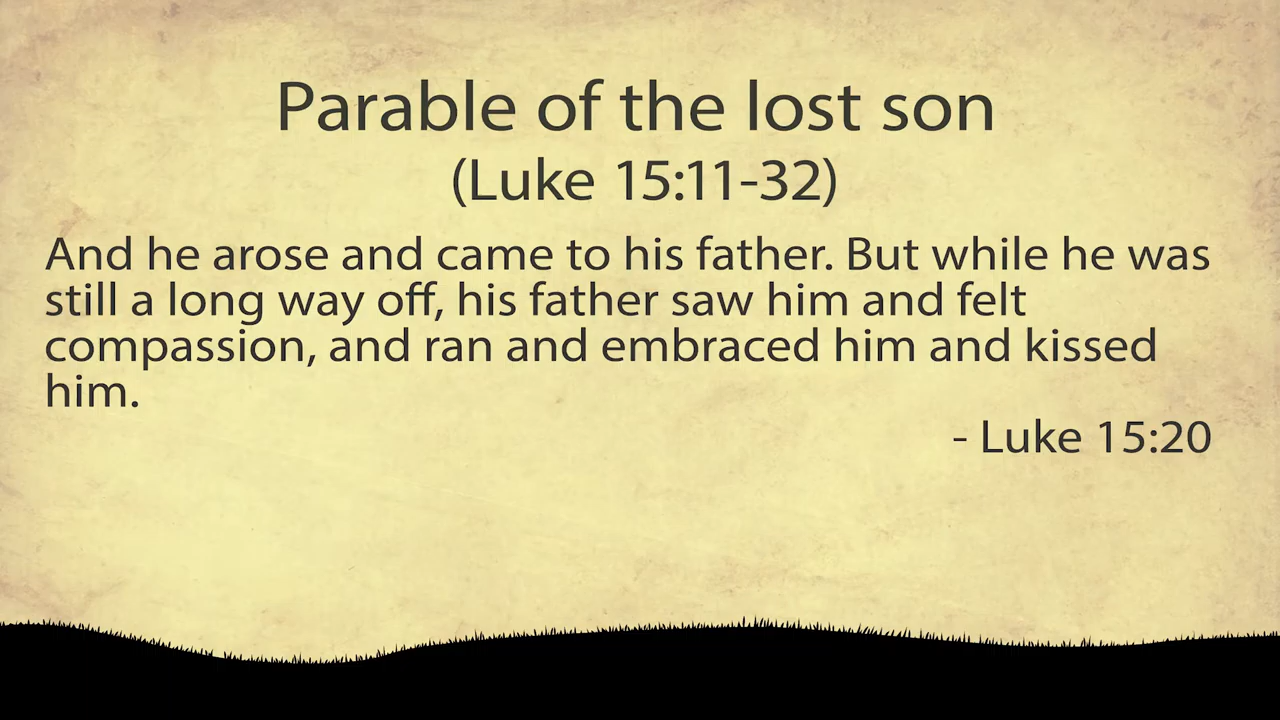 Parable of the lost son
(Luke 15:11-32)
And he arose and came to his father. But while he was
still a long way off, his father saw him and felt
compassion, and ran and embraced him and kissed
him.
- Luke 15:20